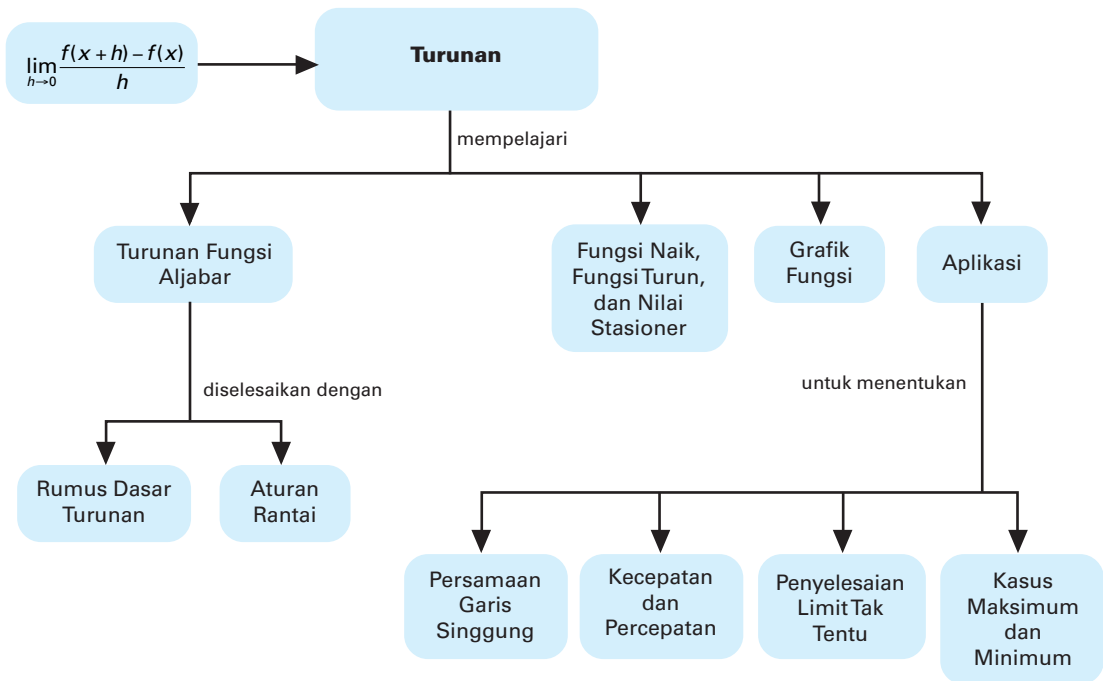 lim h→0 f(x + h) – f(x) / h
Turunan
mempelajari
Turunan Fungsi
Aljabar
Fungsi Naik,
Fungsi Turun,
dan Nilai
Stasioner
Grafik
Fungsi
Aplikasi
diselesaikan dengan
untuk menentukan
Rumus Dasar
Turunan
Aturan
Rantai
Persamaan
Garis
Singgung
Kecepatan
dan
Percepatan
Penyelesaian
Limit Tak
Tentu
Kasus
Maksimum
dan
Minimum